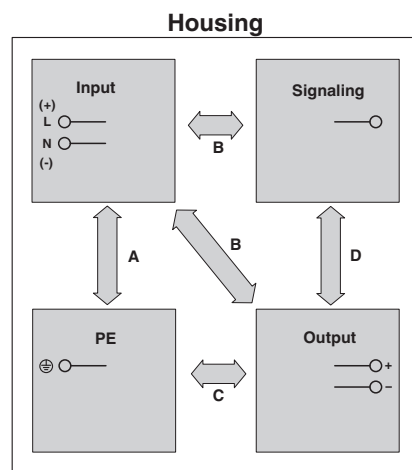 Housing
Input
(+)
L
N
(-)
Signaling
B
A
B
D
PE
C
Output
+
–